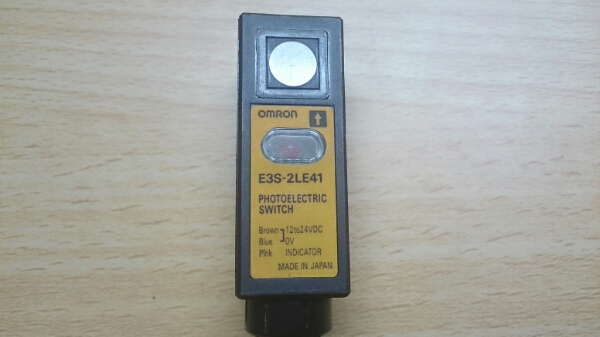 OMRON
E3S-2LE41
PHOTOELECTRIC
SWITCH
Brown 12to24VDC
Blue 0V
Pink INDICATOR
MADE IN JAPAN